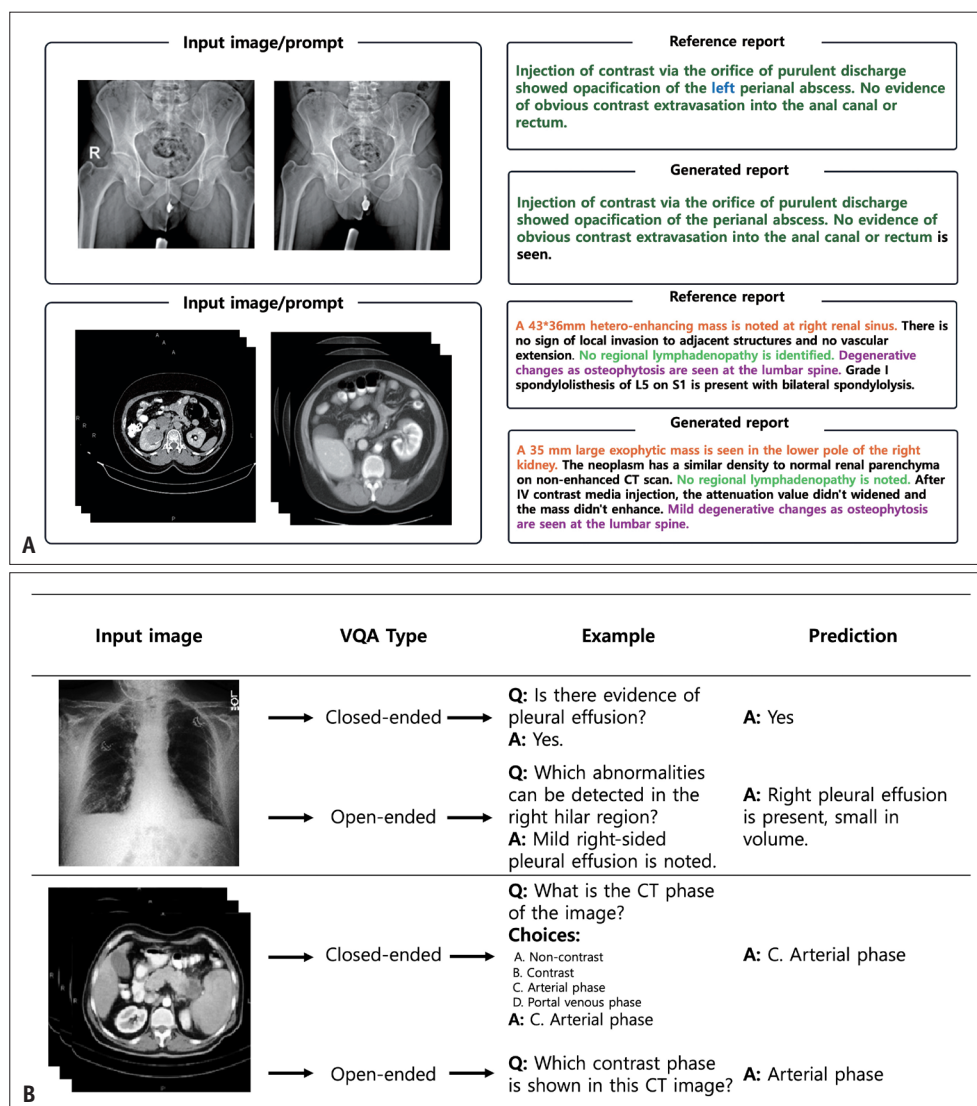 Input image/prompt
R
Reference report
Injection of contrast via the orifice of purulent discharge
showed opacification of the left perianal abscess. No evidence
of obvious contrast extravasation into the anal canal or
rectum.
Generated report
Injection of contrast via the orifice of purulent discharge
showed opacification of the perianal abscess. No evidence of
obvious contrast extravasation into the anal canal or rectum is
seen.
Input image/prompt
A
A
A
R
R
R
L
P
Reference report
A 43*36mm hetero-enhancing mass is noted at right renal sinus. There is
no sign of local invasion to adjacent structures and no vascular
extension. No regional lymphadenopathy is identified. Degenerative
changes as osteophytosis are seen at the lumbar spine. Grade I
spondylolisthesis of L5 on S1 is present with bilateral spondylolysis.
Generated report
A 35 mm large exophytic mass is seen in the lower pole of the right
kidney. The neoplasm has a similar density to normal renal parenchyma
on non-enhanced CT scan. No regional lymphadenopathy is noted. After
IV contrast media injection, the attenuation value didn't widened and
the mass didn't enhance. Mild degenerative changes as osteophytosis
are seen at the lumbar spine.
A
Input image
VQA Type
Example
Prediction
Closed-ended
Q: Is there evidence of
pleural effusion?
A: Yes.
A: Yes
Open-ended
Q: Which abnormalities
can be detected in the
right hilar region?
A: Mild right-sided
pleural effusion is noted.
A: Right pleural effusion
is present, small in
volume.
Closed-ended
Q: What is the CT phase
of the image?
Choices:
A. Non-contrast
B. Contrast
C. Arterial phase
D. Portal venous phase
A: C. Arterial phase
A: C. Arterial phase
Open-ended
Q: Which contrast phase
is shown in this CT image?
A: Arterial phase
B